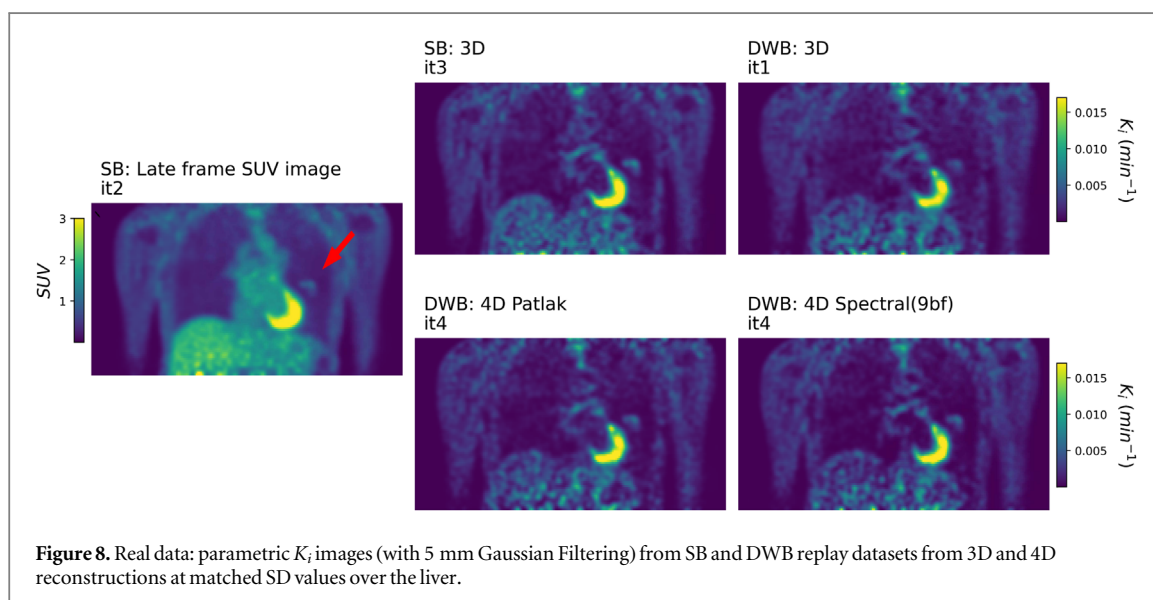 SB: 3D
it3
DWB: 3D
it1
0.015
0.010
0.005
K_i (min^{-1})
SB: Late frame SUV image
it2
3
2
1
SUV
DWB: 4D Patlak
it4
DWB: 4D Spectral(9bf)
it4
0.015
0.010
0.005
K_i (min^{-1})
Figure 8. Real data: parametric K_i images (with 5 mm Gaussian Filtering) from SB and DWB replay datasets from 3D and 4D
reconstructions at matched SD values over the liver.